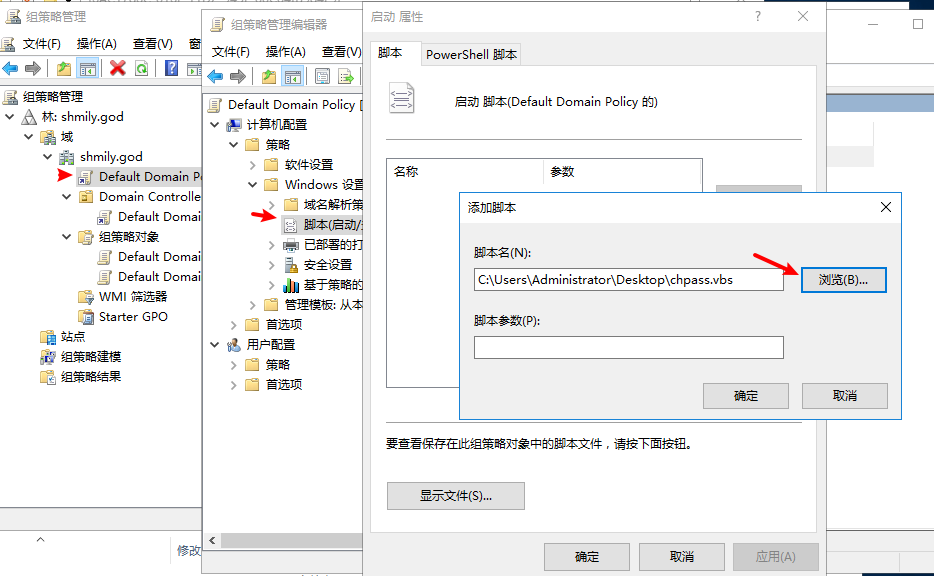 组策略管理
文件(F) 操作(A) 查看(V) 窗
组策略管理
林: shmily.god
域
shmily.god
Default Domain Po
Domain Controlle
Default Domai
组策略对象
Default Domai
Default Domai
WMI 筛选器
Starter GPO
站点
组策略建模
组策略结果
修改
组策略管理编辑器
文件(F) 操作(A) 查看(V)
Default Domain Policy [
计算机配置
策略
软件设置
Windows 设置
域名解析策
脚本(启动/
已部署的打
安全设置
基于策略的
管理模板: 从本
首选项
用户配置
策略
首选项
启动 属性
脚本 PowerShell 脚本
启动 脚本(Default Domain Policy 的)
名称 参数
添加脚本
脚本名(N):
C:\Users\Administrator\Desktop\chpass.vbs
浏览(B)...
脚本参数(P):
确定 取消
要查看保存在此组策略对象中的脚本文件，请按下面按钮。
显示文件(S)...
确定 取消 应用(A)